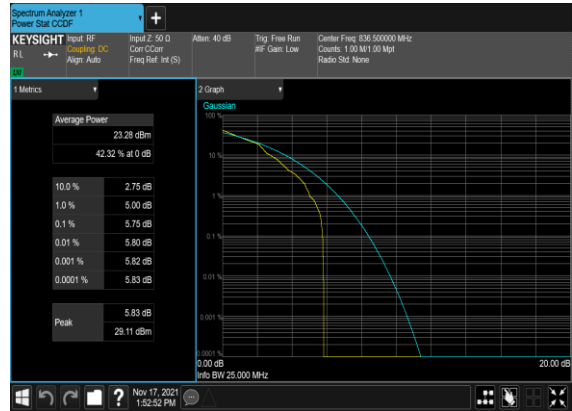 Spectrum Analyzer 1
Power Stat CCDF
+
KEYSIGHT
R L
LXI
Input: RF
Coupling: DC
Align: Auto
Input Z: 50 Ω
Corr CCorr
Freq Ref: Int (S)
Atten: 40 dB
Trig: Free Run
#IF Gain: Low
Center Freq: 836.500000 MHz
Counts: 1.00 M/1.00 Mpt
Radio Std: None
1 Metrics
Average Power
23.28 dBm
42.32 % at 0 dB
10.0 % 2.75 dB
1.0 % 5.00 dB
0.1 % 5.75 dB
0.01 % 5.80 dB
0.001 % 5.82 dB
0.0001 % 5.83 dB
Peak
5.83 dB
29.11 dBm
2 Graph
Gaussian
100 %
10 %
1 %
0.1 %
0.01 %
0.001 %
0.0001 %
0.00 dB 20.00 dB
Info BW 25.000 MHz
?
Nov 17, 2021
1:52:52 PM